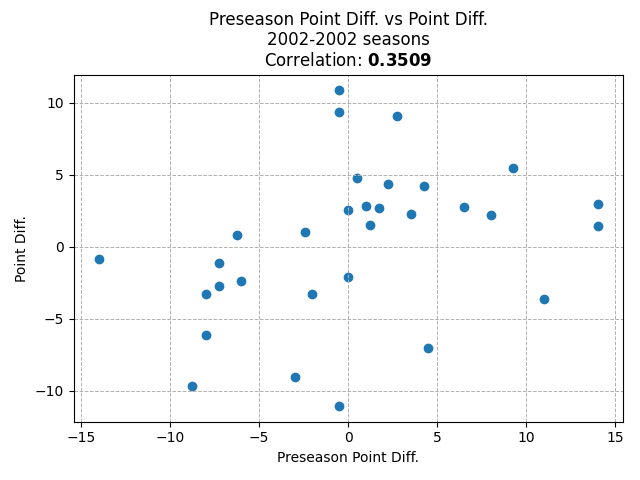 Preseason Point Diff. vs Point Diff.
2002-2002 seasons
Correlation: 0.3509
Point Diff.
10
5
0
−5
−10
−15
−10
−5
0
5
10
15
Preseason Point Diff.